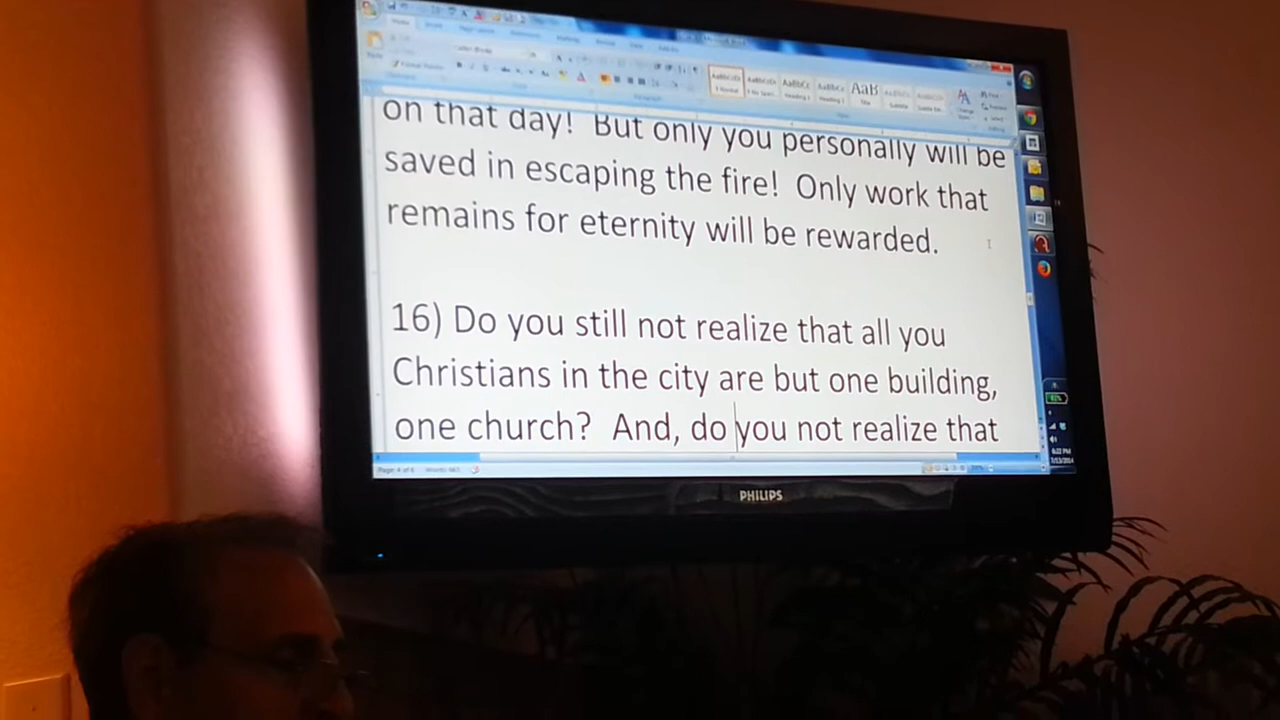 on that day! But only you personally will be
saved in escaping the fire! Only work that
remains for eternity will be rewarded.
16) Do you still not realize that all you
Christians in the city are but one building,
one church? And, do you not realize that
PHILIPS